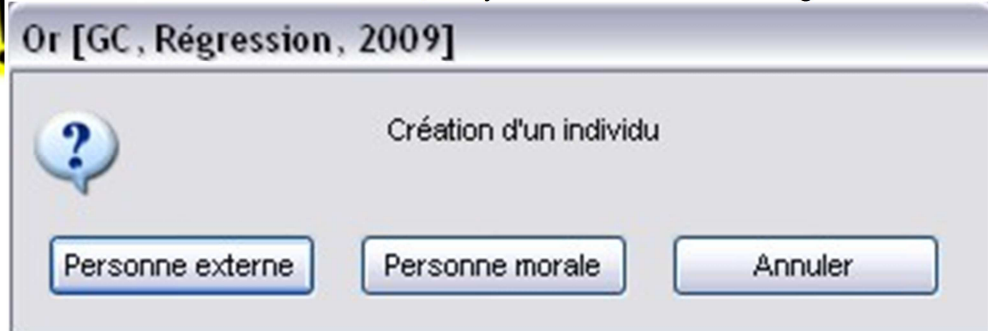 Or [GC, Régression, 2009]
Création d'un individu
Personne externe Personne morale Annuler